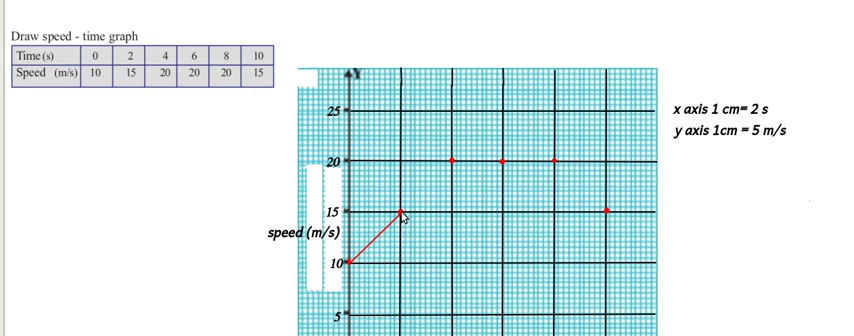 Draw speed - time graph
Time (s) 0 2 4 6 8 10
Speed (m/s) 10 15 20 20 20 15
Y
25
20
15
speed (m/s)
10
5
x axis 1 cm= 2 s
y axis 1cm = 5 m/s